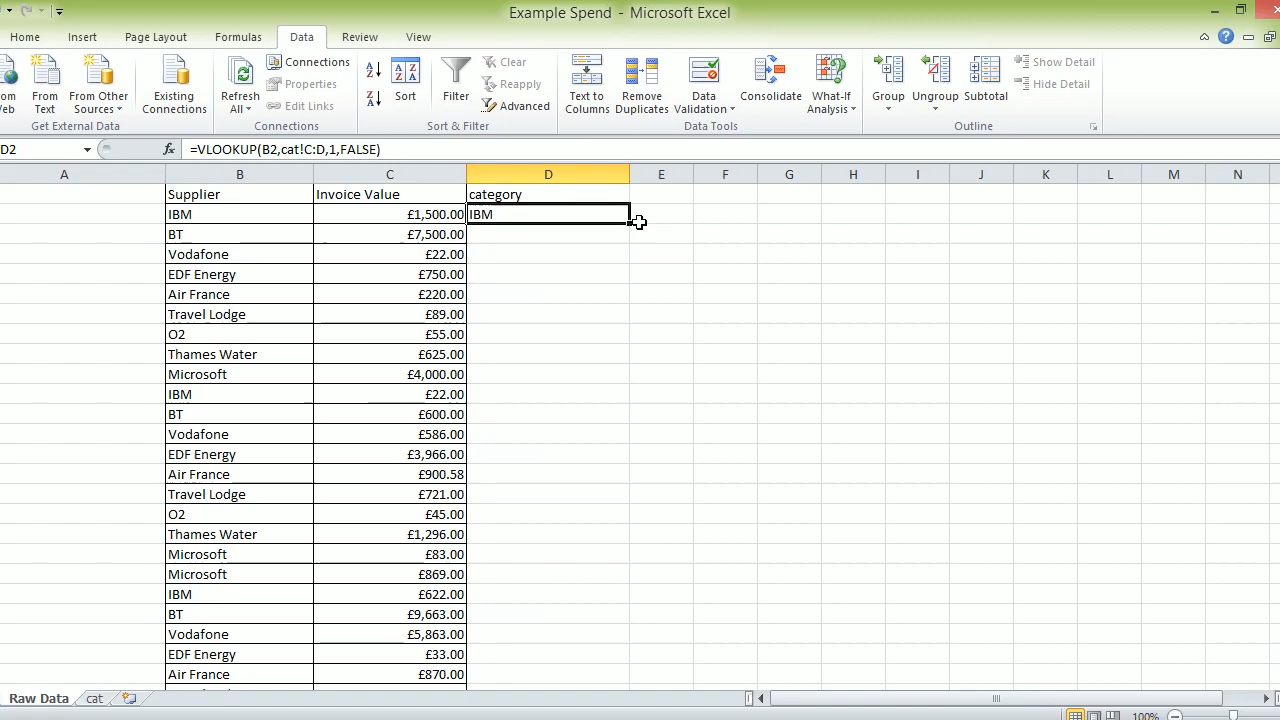 Example Spend - Microsoft Excel
Home Insert Page Layout Formulas Data Review View
From Text
From Other Sources
Existing Connections
Refresh All
Connections
Properties
Edit Links
Sort
Filter
Clear
Reapply
Advanced
Text to Columns
Remove Duplicates
Data Validation
Consolidate
What-If Analysis
Group
Ungroup
Subtotal
Show Detail
Hide Detail
Get External Data Connections Sort & Filter Data Tools Outline
D2 fx =VLOOKUP(B2,cat!C:D,1,FALSE)
A B C D E F G H I J K L M N
Supplier Invoice Value category
IBM £1,500.00 IBM
BT £7,500.00
Vodafone £22.00
EDF Energy £750.00
Air France £220.00
Travel Lodge £89.00
O2 £55.00
Thames Water £625.00
Microsoft £4,000.00
IBM £22.00
BT £600.00
Vodafone £586.00
EDF Energy £3,966.00
Air France £900.58
Travel Lodge £721.00
O2 £45.00
Thames Water £1,296.00
Microsoft £83.00
Microsoft £869.00
IBM £622.00
BT £9,663.00
Vodafone £5,863.00
EDF Energy £33.00
Air France £870.00
Raw Data cat
100%